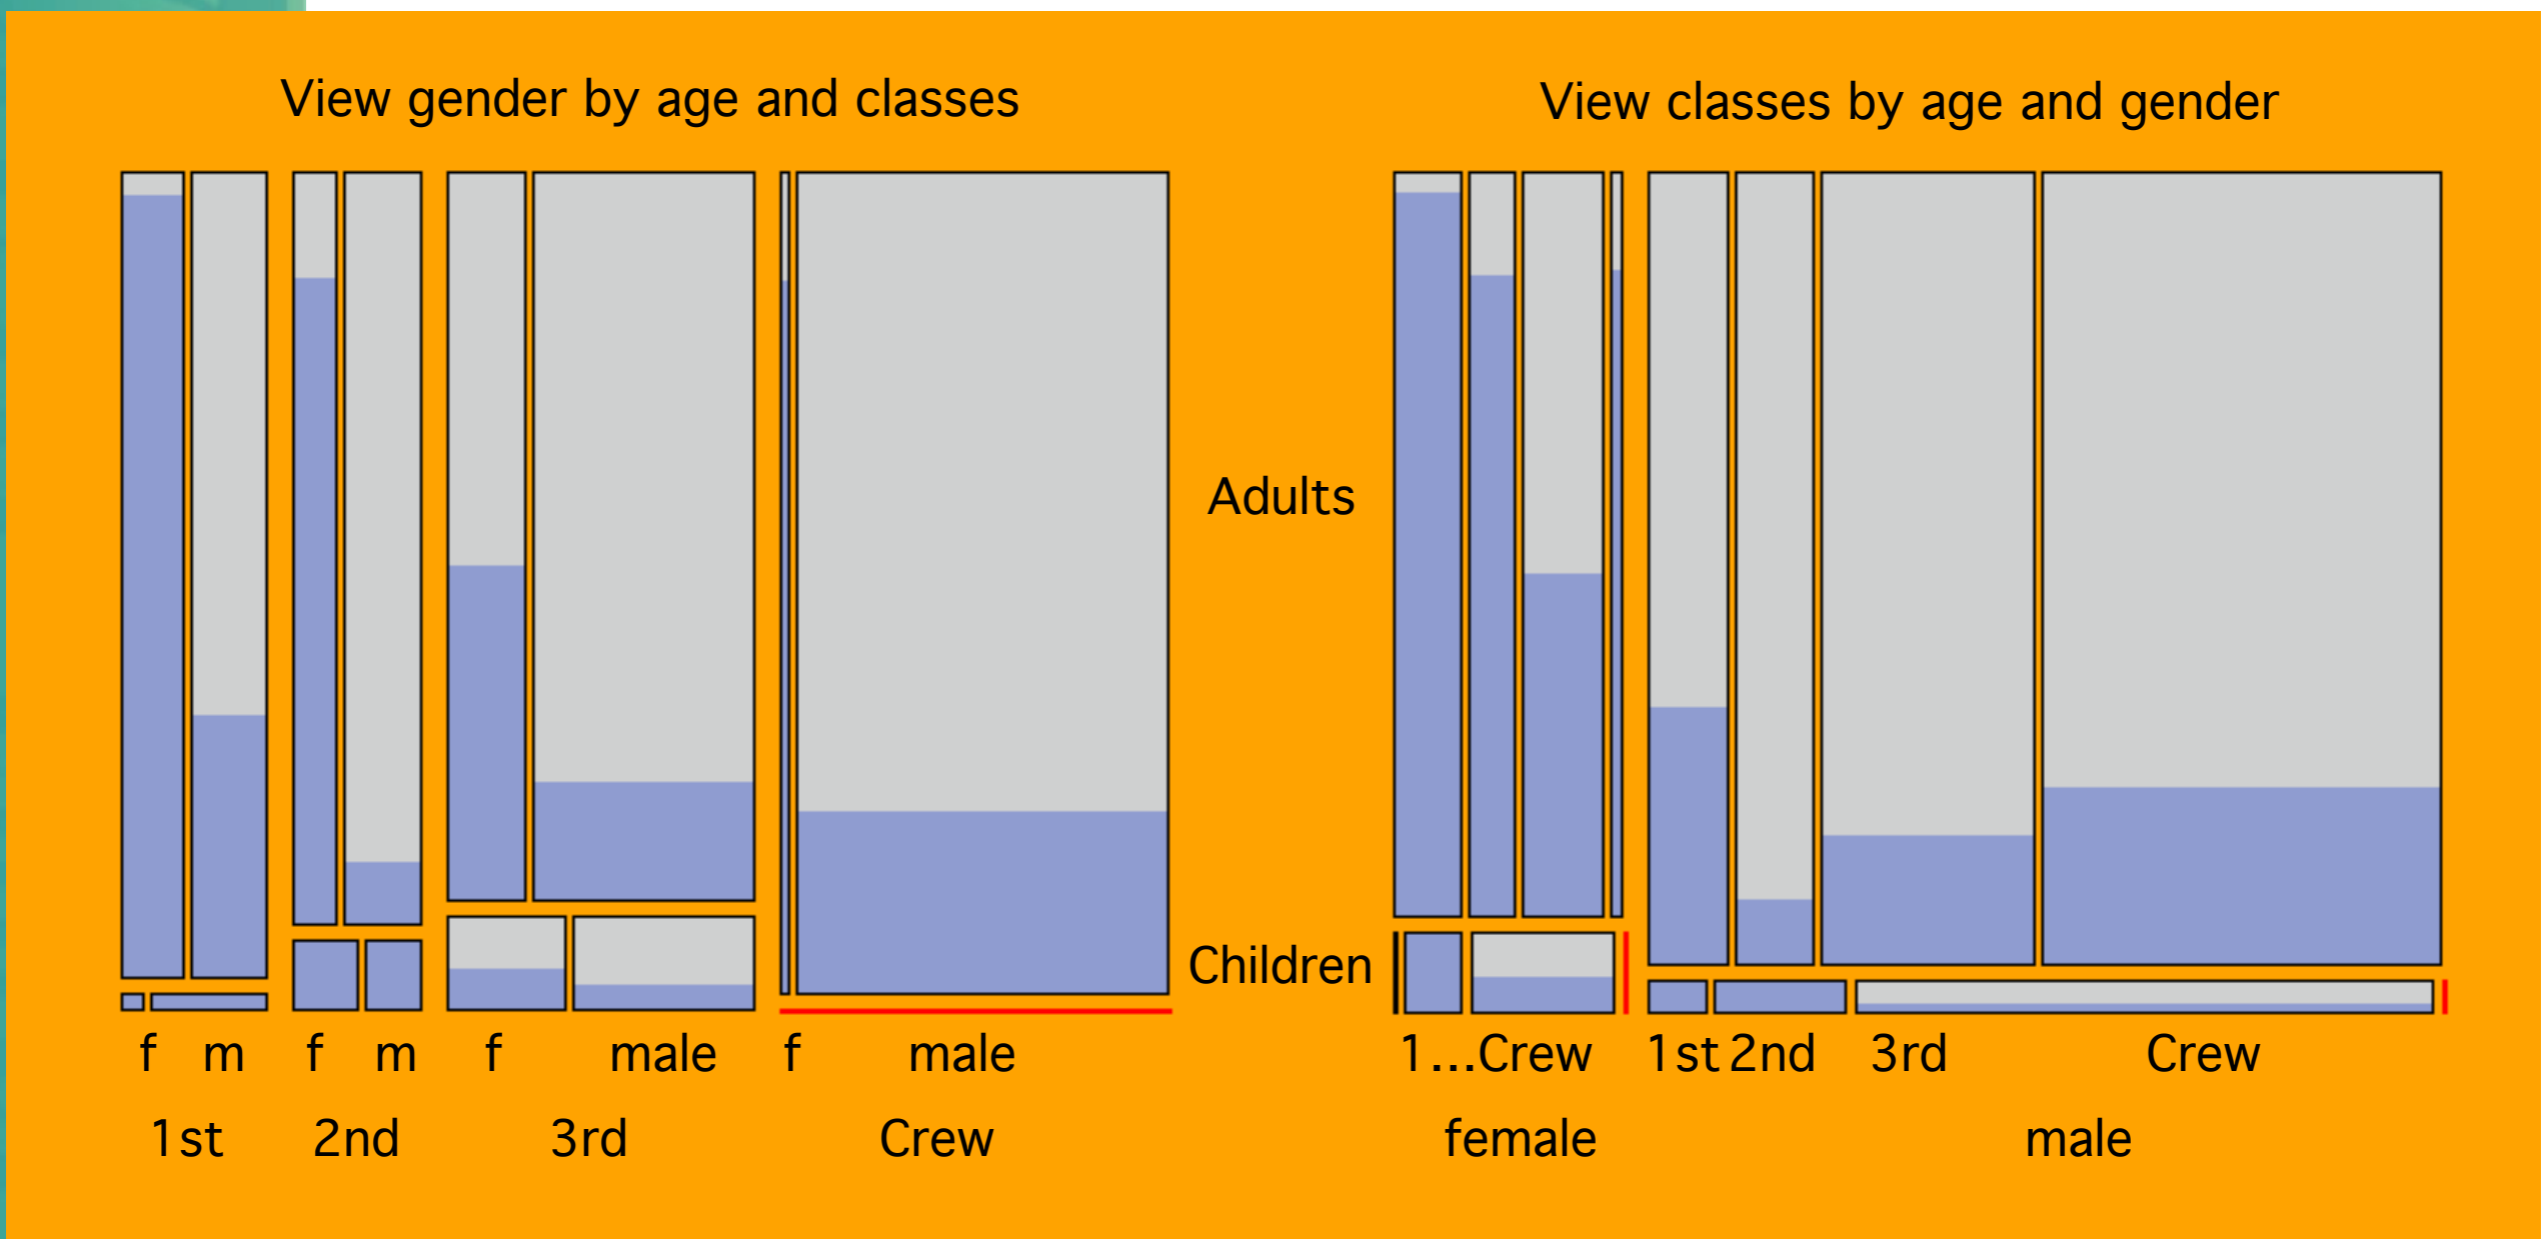 View gender by age and classes
View classes by age and gender
Adults
Children
f m f m f male f male
1st 2nd 3rd Crew
1...Crew 1st 2nd 3rd Crew
female male